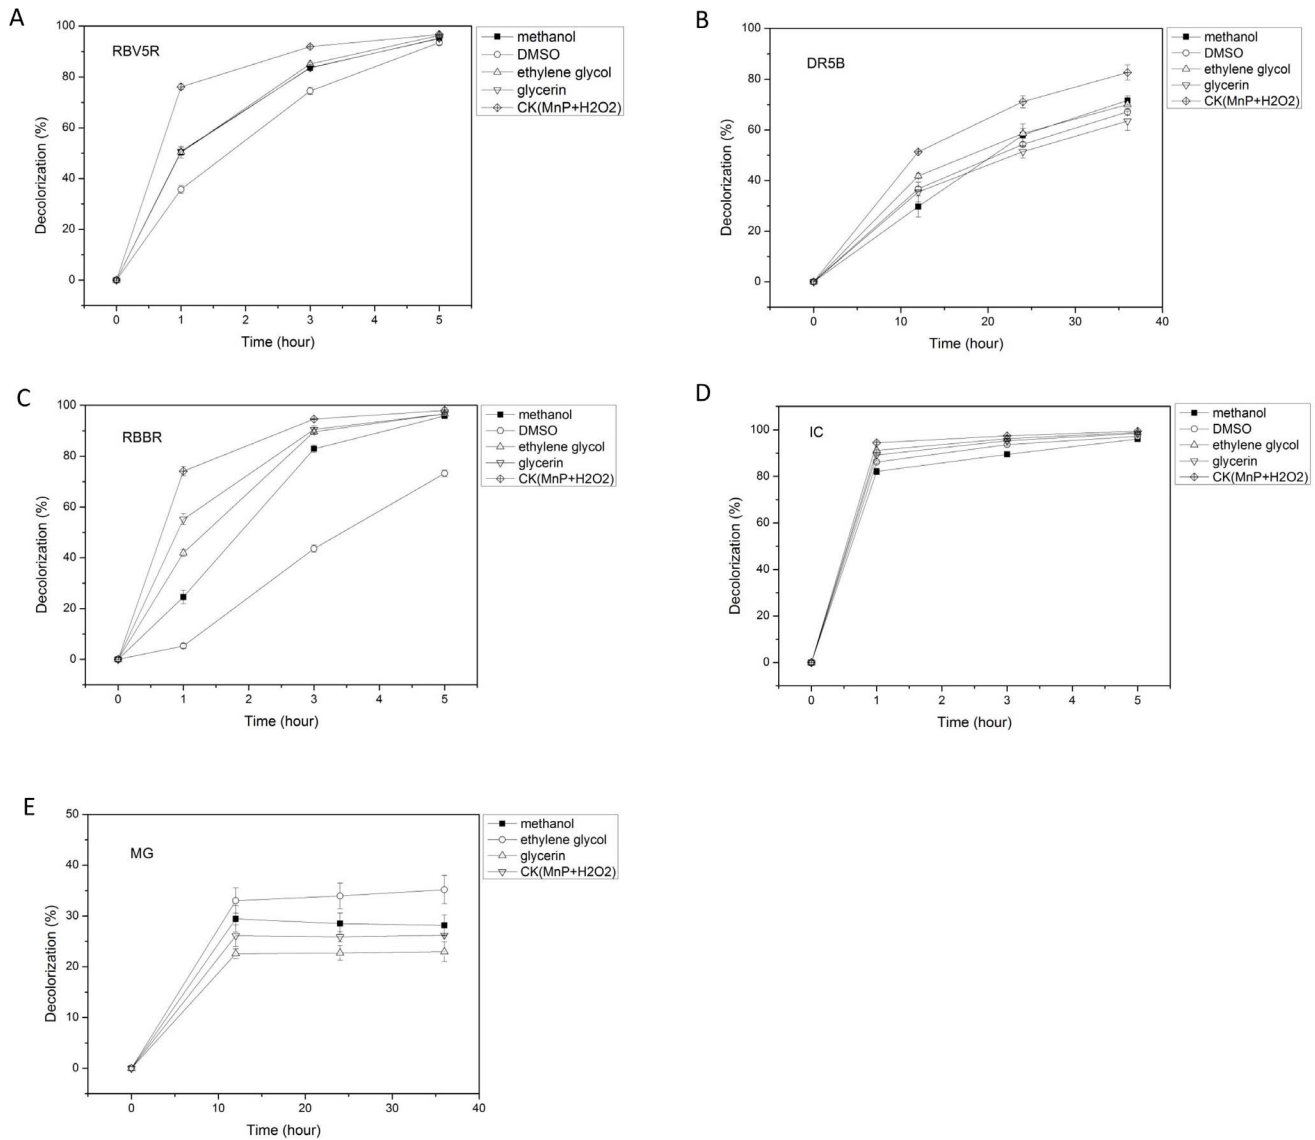 A
RBV5R
methanol
DMSO
ethylene glycol
glycerin
CK(MnP+H2O2)
Decolorization (%)
100
80
60
40
20
0
0 1 2 3 4 5
Time (hour)
B
DR5B
methanol
DMSO
ethylene glycol
glycerin
CK(MnP+H2O2)
Decolorization (%)
100
80
60
40
20
0
0 10 20 30 40
Time (hour)
C
RBBR
methanol
DMSO
ethylene glycol
glycerin
CK(MnP+H2O2)
Decolorization (%)
100
80
60
40
20
0
0 1 2 3 4 5
Time (hour)
D
IC
methanol
DMSO
ethylene glycol
glycerin
CK(MnP+H2O2)
Decolorization (%)
100
80
60
40
20
0
0 1 2 3 4 5
Time (hour)
E
MG
methanol
ethylene glycol
glycerin
CK(MnP+H2O2)
Decolorization (%)
50
40
30
20
10
0
0 10 20 30 40
Time (hour)